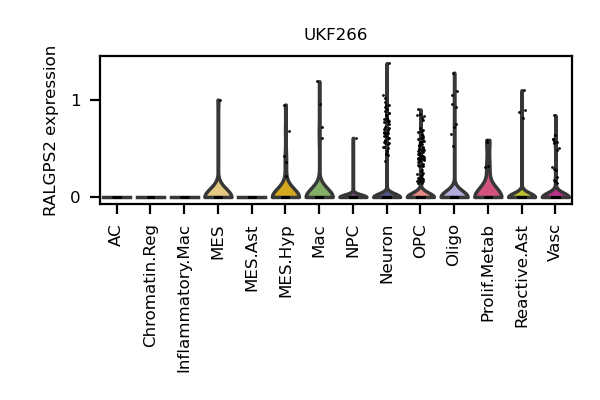 UKF266
RALGPS2 expression
1
0
AC
Chromatin.Reg
Inflammatory.Mac
MES
MES.Ast
MES.Hyp
Mac
NPC
Neuron
OPC
Oligo
Prolif.Metab
Reactive.Ast
Vasc